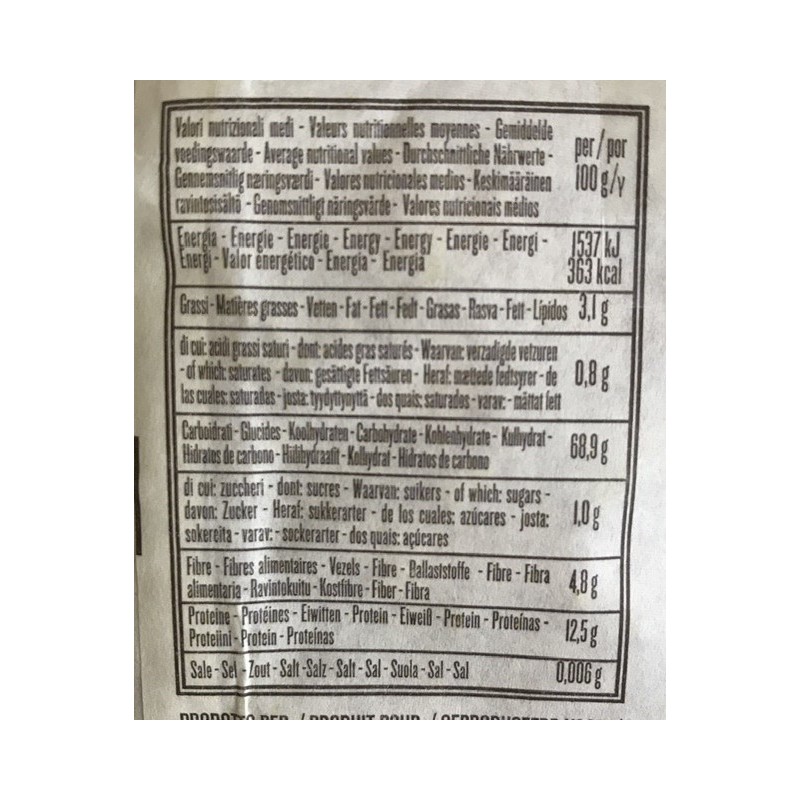 Valori nutrizionali medi - Valeurs nutritionnelles moyennes - Gemiddelde
voedingswaarde - Average nutritional values - Durchschnittliche Nährwerte -
Gennemsnitlig næringsværdi - Valores nutricionales medios - Keskimääräinen
ravintosisältö - Genomsnittligt näringsvärde - Valores nutricionais médios
per/por
100 g/v
Energia - Energie - Energie - Energy - Energy - Energie - Energi -
Energi - Valor energético - Energia - Energia
1537 kJ
363 kcal
Grassi - Matières grasses - Vetten - Fat - Fett - Fedt - Grasas - Rasva - Fett - Lípidos 3,1 g
di cui: acidi grassi saturi - dont: acides gras saturés - Waarvan: verzadigde vetzuren
- of which: saturates - davon: gesättigte Fettsäuren - Heraf: mættede fedtsyrer - de
las cuales: saturadas - josta: tyydyttynyttä - dos quais: saturados - varav: - mättat fett
0,8 g
Carboidrati - Glucides - Koolhydraten - Carbohydrate - Kohlenhydrate - Kulhydrat -
Hidratos de carbono - Hiilihydraatit - Kolhydrat - Hidratos de carbono
68,9 g
di cui: zuccheri - dont: sucres - Waarvan: suikers - of which: sugars -
davon: Zucker - Heraf: sukkerarter - de los cuales: azúcares - josta:
sokereita - varav: - sockerarter - dos quais: açúcares
1,0 g
Fibre - Fibres alimentaires - Vezels - Fibre - Ballaststoffe - Fibre - Fibra
alimentaria - Ravintokuitu - Kostfibre - Fiber - Fibra
4,8 g
Proteine - Protéines - Eiwitten - Protein - Eiweiß - Protein - Proteínas -
Proteiini - Protein - Proteínas
12,5 g
Sale - Sel - Zout - Salt - Salz - Salt - Sal - Suola - Sal - Sal 0,006 g